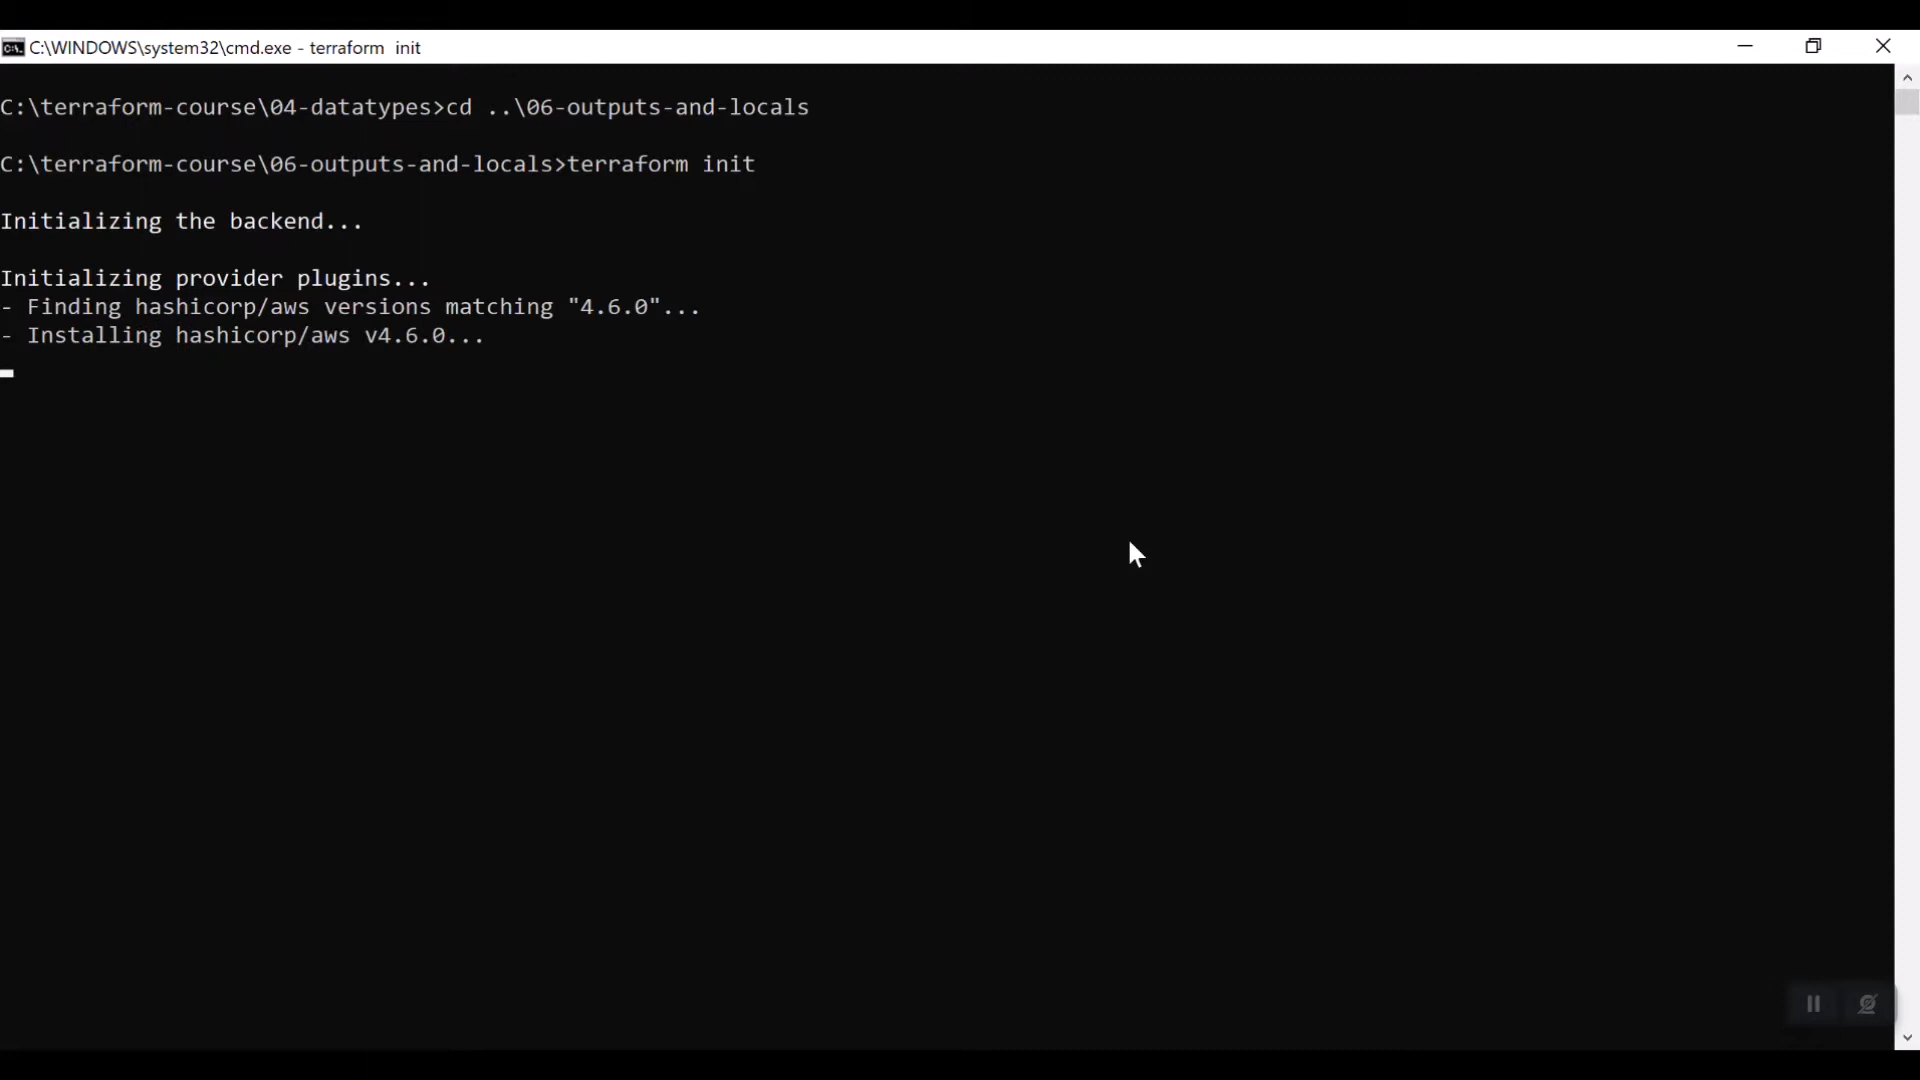 C:\WINDOWS\system32\cmd.exe - terraform  init
C:\terraform-course\04-datatypes>cd ..\06-outputs-and-locals
C:\terraform-course\06-outputs-and-locals>terraform init
Initializing the backend...
Initializing provider plugins...
- Finding hashicorp/aws versions matching "4.6.0"...
- Installing hashicorp/aws v4.6.0...